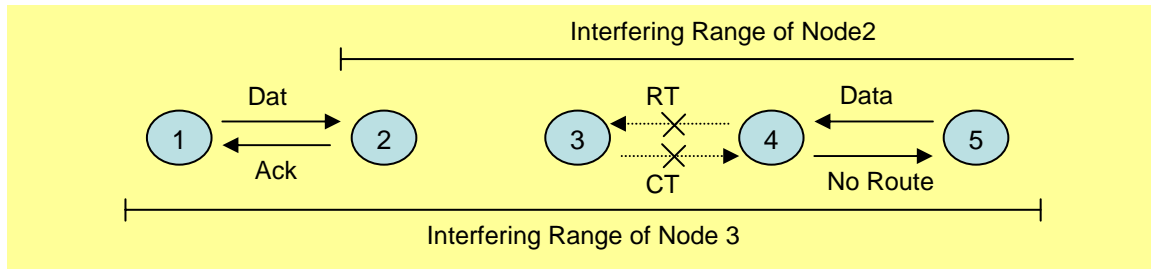 Interfering Range of Node2
Dat RT Data
1 2 3 4 5
Ack CT No Route
Interfering Range of Node 3